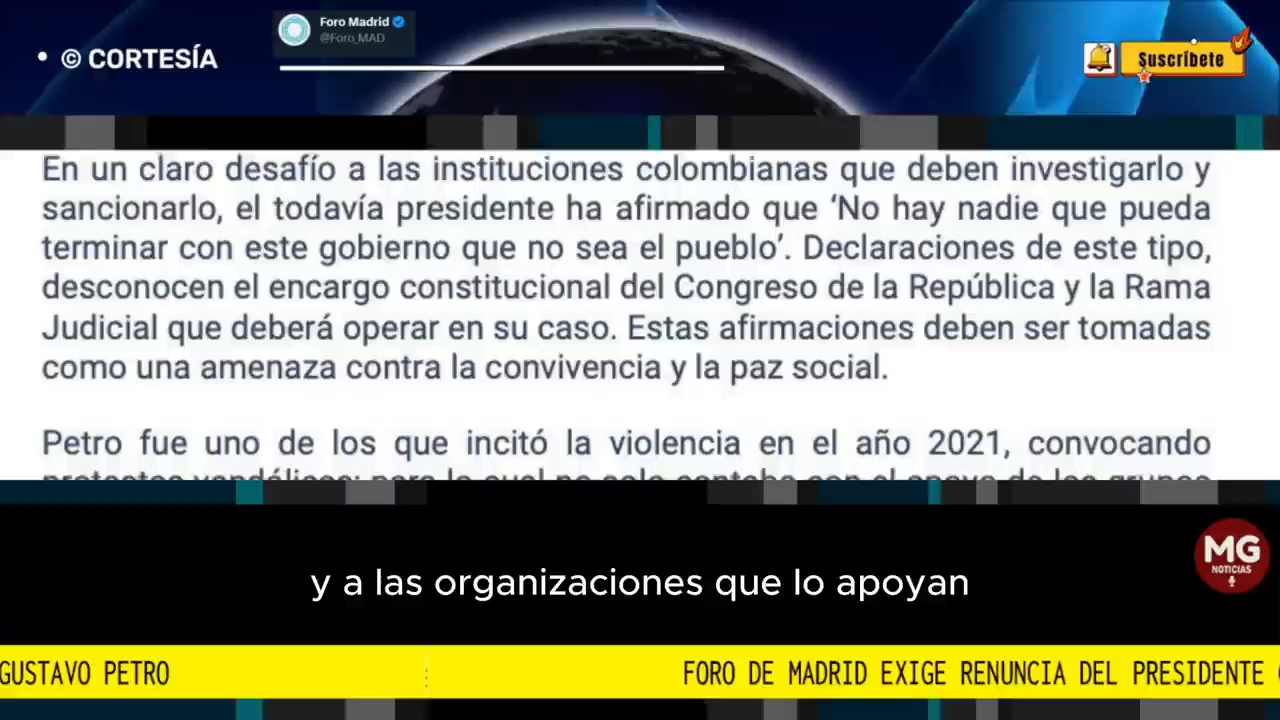 Foro Madrid
@Foro_MAD
© CORTESÍA
Suscríbete
En un claro desafío a las instituciones colombianas que deben investigarlo y
sancionarlo, el todavía presidente ha afirmado que ‘No hay nadie que pueda
terminar con este gobierno que no sea el pueblo’. Declaraciones de este tipo,
desconocen el encargo constitucional del Congreso de la República y la Rama
Judicial que deberá operar en su caso. Estas afirmaciones deben ser tomadas
como una amenaza contra la convivencia y la paz social.
Petro fue uno de los que incitó la violencia en el año 2021, convocando
MG
NOTICIAS
y a las organizaciones que lo apoyan
GUSTAVO PETRO FORO DE MADRID EXIGE RENUNCIA DEL PRESIDENTE